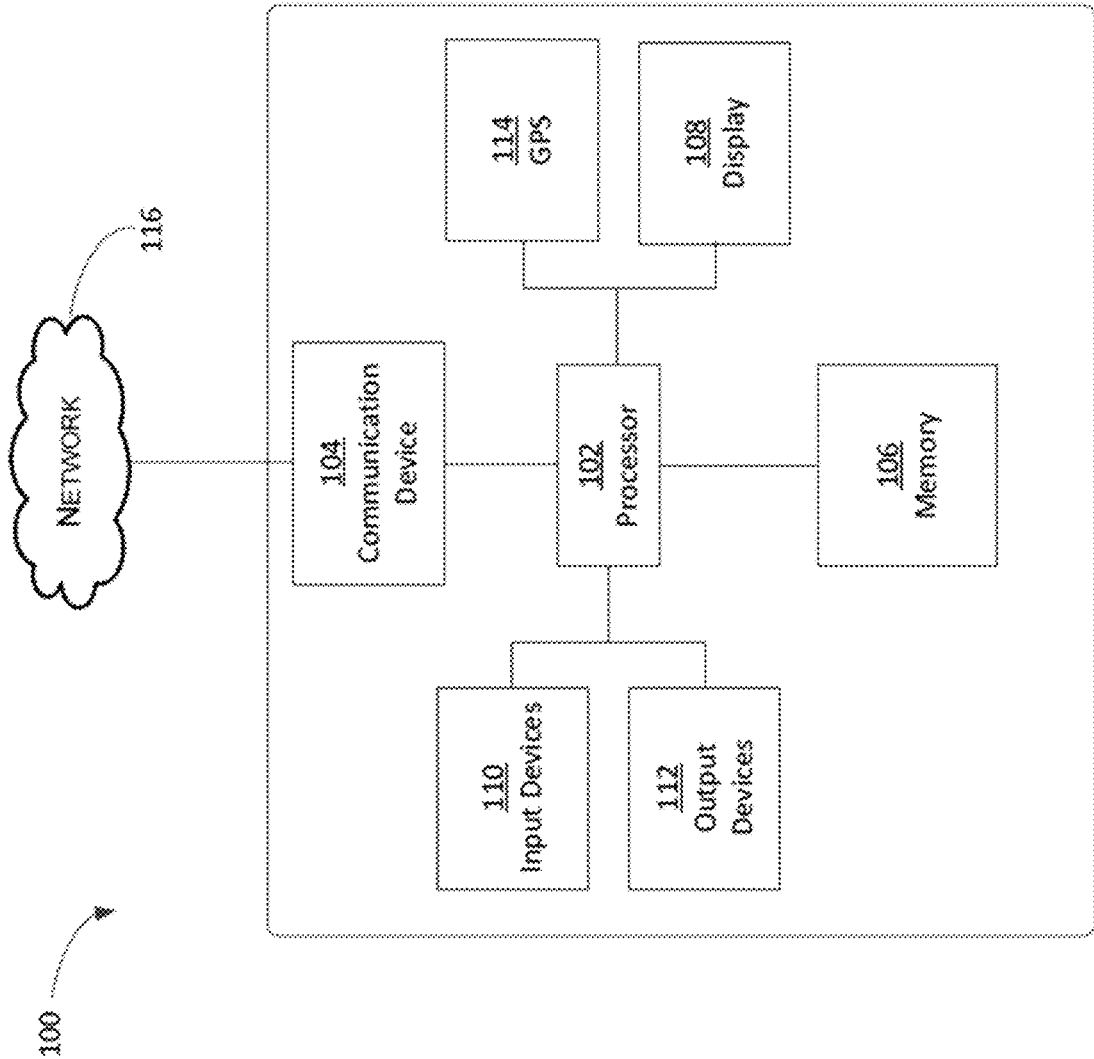 100
NETWORK
116
104
Communication
Device
110
Input Devices
112
Output
Devices
102
Processor
114
GPS
108
Display
106
Memory